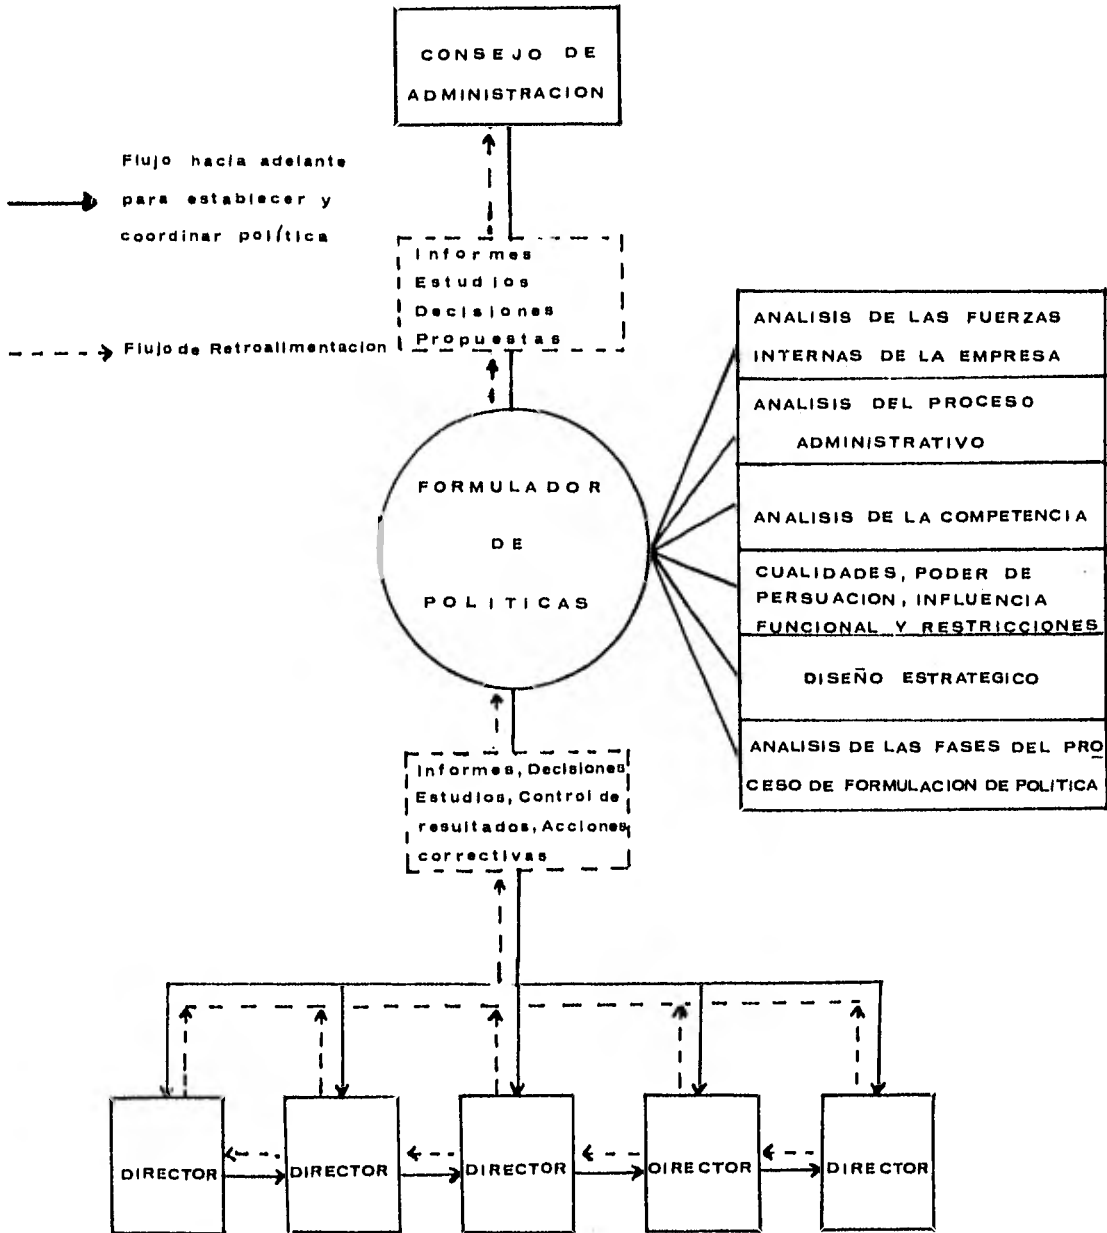 CONSEJO DE
ADMINISTRACION
Flujo hacia adelante
para establecer y
coordinar política
Flujo de Retroalimentacion
Informes
Estudios
Decisiones
Propuestas
FORMULADOR
DE
POLITICAS
ANALISIS DE LAS FUERZAS
INTERNAS DE LA EMPRESA
ANALISIS DEL PROCESO
ADMINISTRATIVO
ANALISIS DE LA COMPETENCIA
CUALIDADES, PODER DE
PERSUACION, INFLUENCIA
FUNCIONAL Y RESTRICCIONES
DISEÑO ESTRATEGICO
ANALISIS DE LAS FASES DEL PRO
CESO DE FORMULACION DE POLITICA
Informes, Decisiones
Estudios, Control de
resultados, Acciones
correctivas
DIRECTOR
DIRECTOR
DIRECTOR
DIRECTOR
DIRECTOR